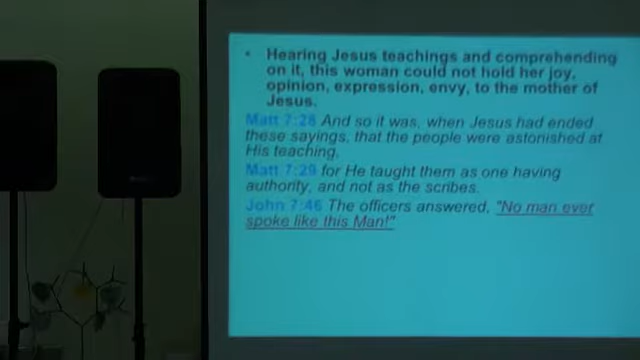 • Hearing Jesus teachings and comprehending
on it, this woman could not hold her joy,
opinion, expression, envy, to the mother of
Jesus.
Matt 7:28 And so it was, when Jesus had ended
these sayings, that the people were astonished at
His teaching,
Matt 7:29 for He taught them as one having
authority, and not as the scribes.
John 7:46 The officers answered, "No man ever
spoke like this Man!"